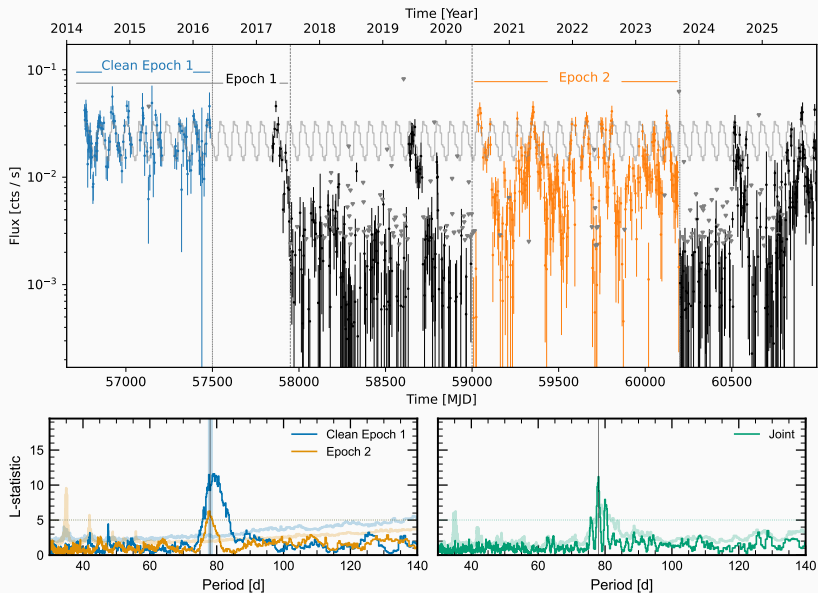 Time [Year]
2014 2015 2016 2017 2018 2019 2020 2021 2022 2023 2024 2025
Clean Epoch 1
Epoch 1
Epoch 2
10⁻¹
10⁻²
10⁻³
Flux [cts / s]
57000 57500 58000 58500 59000 59500 60000 60500
Time [MJD]
Clean Epoch 1
Epoch 2
Joint
15
10
5
0
L-statistic
40 60 80 100 120 140
40 60 80 100 120 140
Period [d]
Period [d]